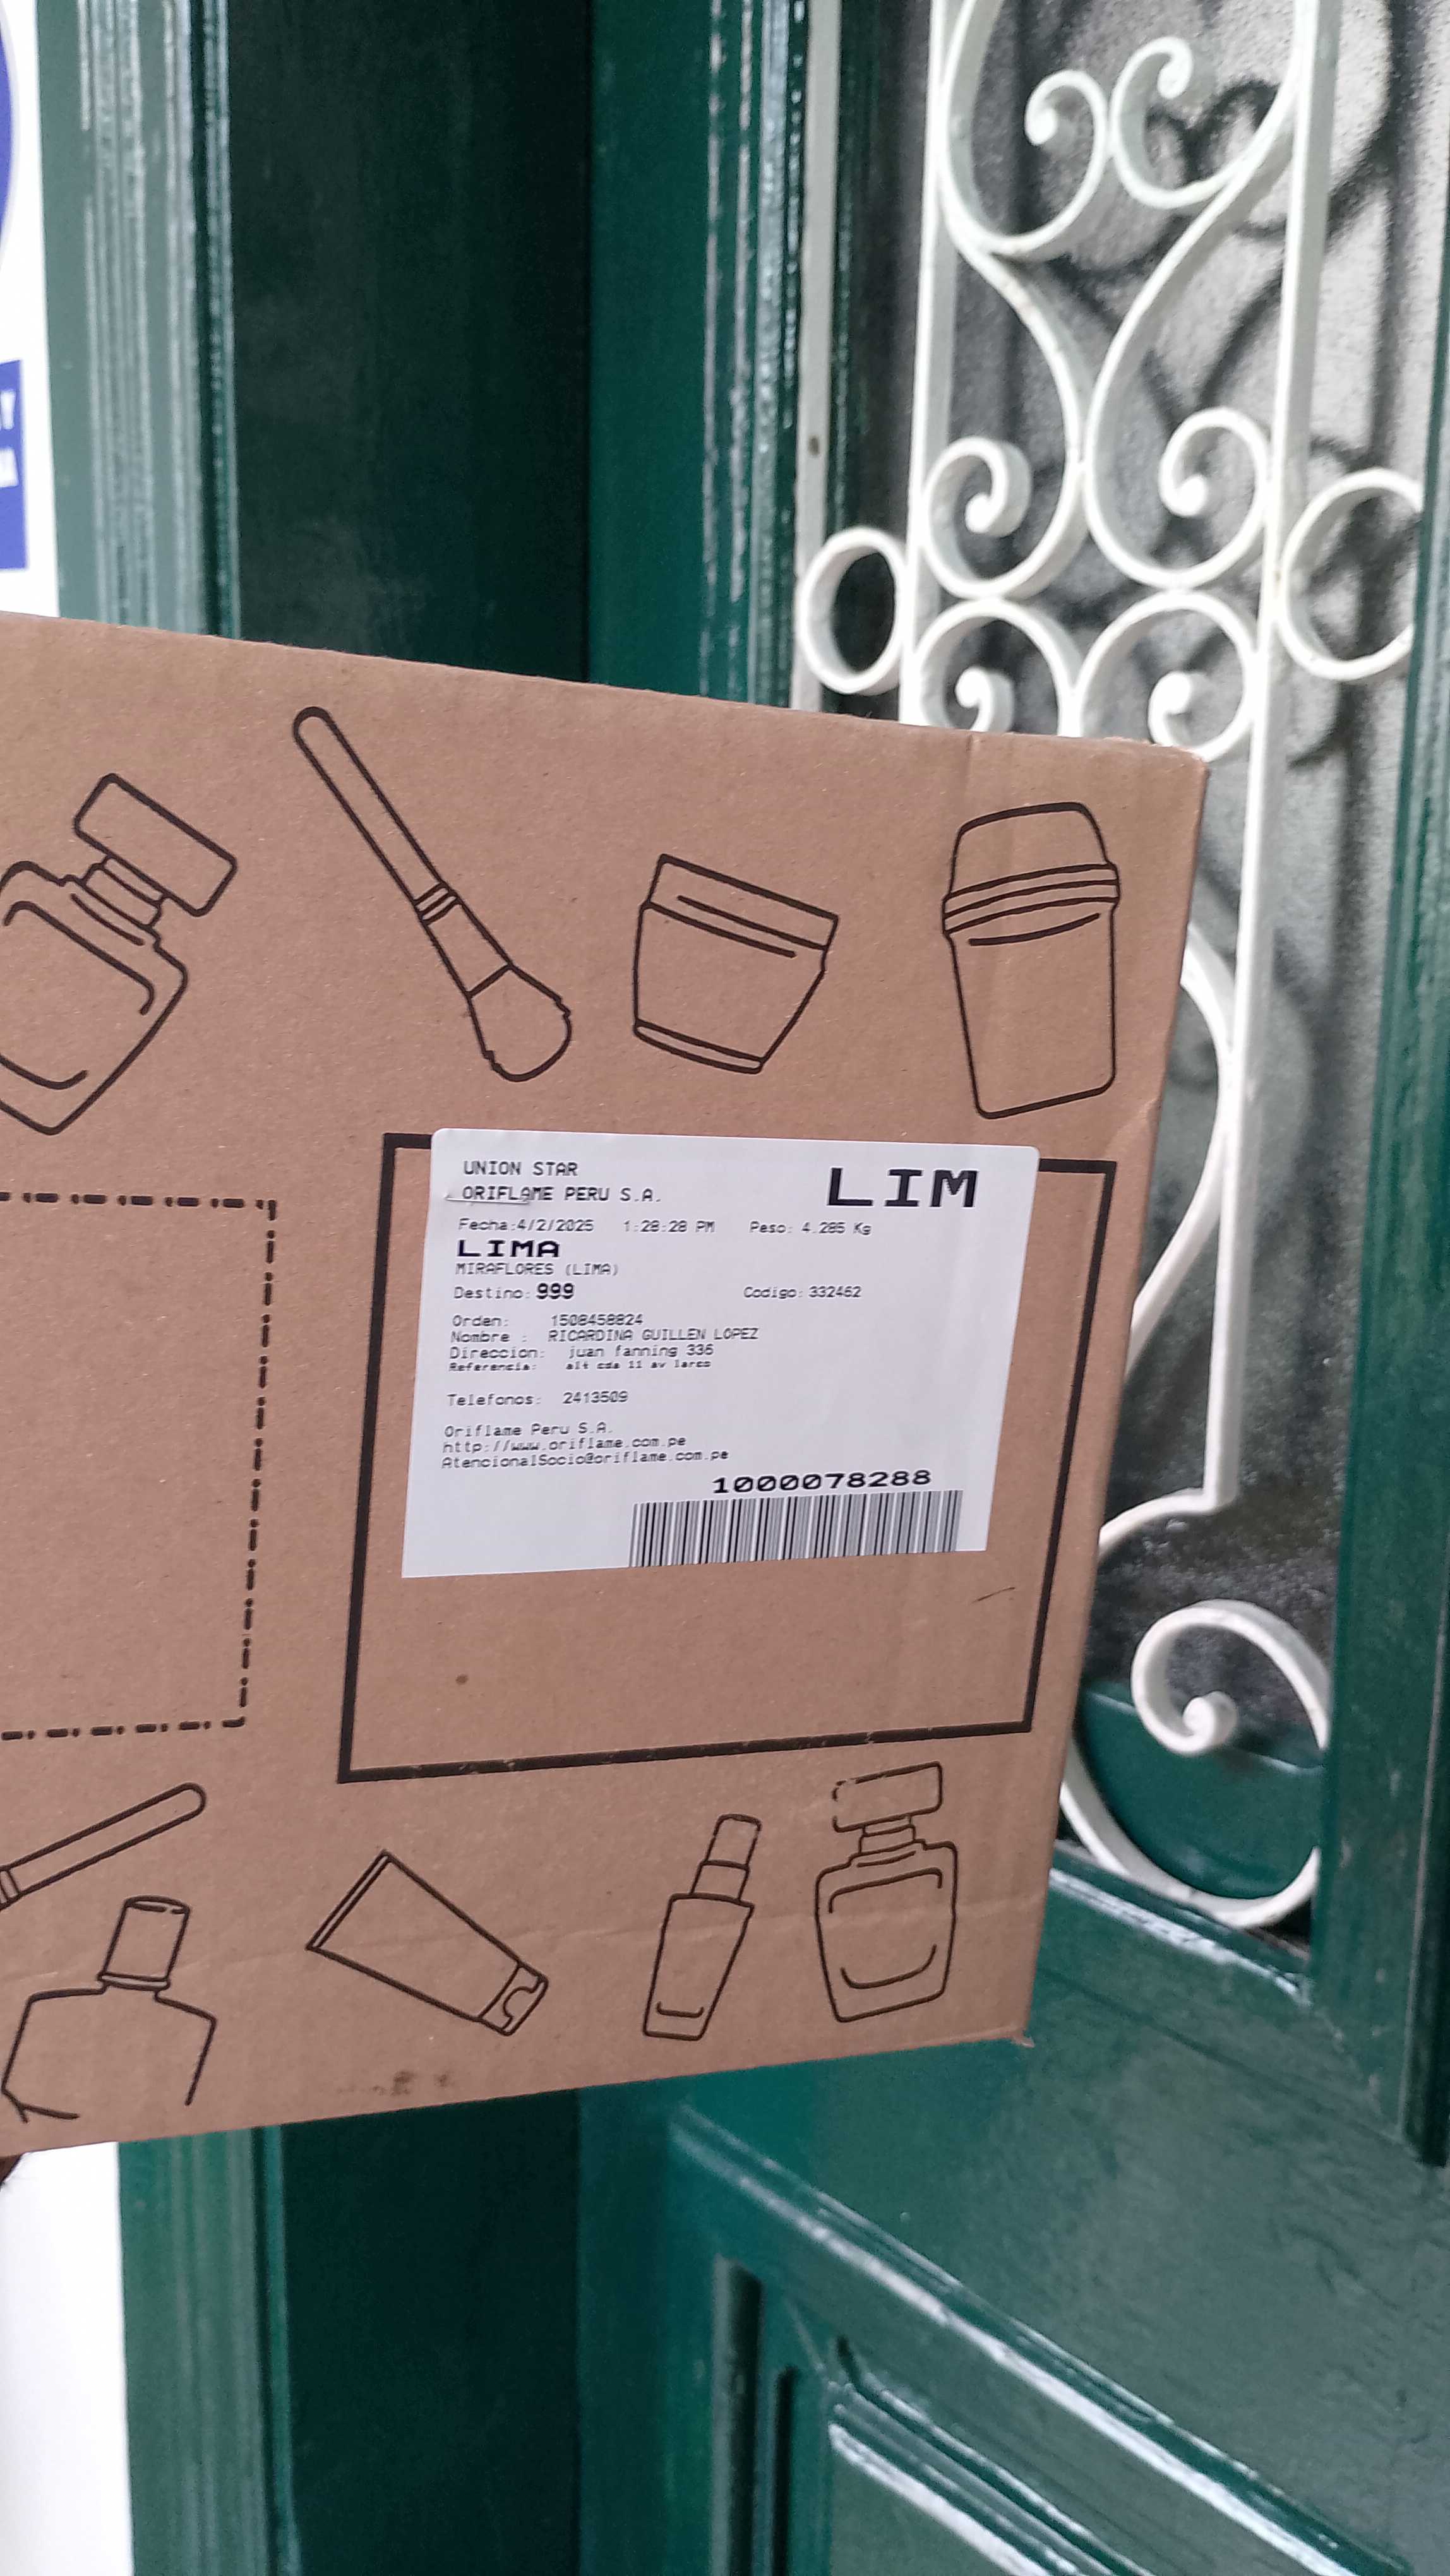 UNION STAR
ORIFLAME PERU S.A.
LIM
Fecha:4/2/2025 1:28:28 PM Peso: 4.285 Kg
LIMA
MIRAFLORES (LIMA)
Destino: 999 Codigo: 332462
Orden: 1508458824
Nombre : RICARDINA GUILLEN LOPEZ
Direccion: juan fanning 336
Referencia: alt cda 11 av larco
Telefonos: 2413509
Oriflame Peru S.A.
http://www.oriflame.com.pe
AtencionalSocio@oriflame.com.pe
1000078288